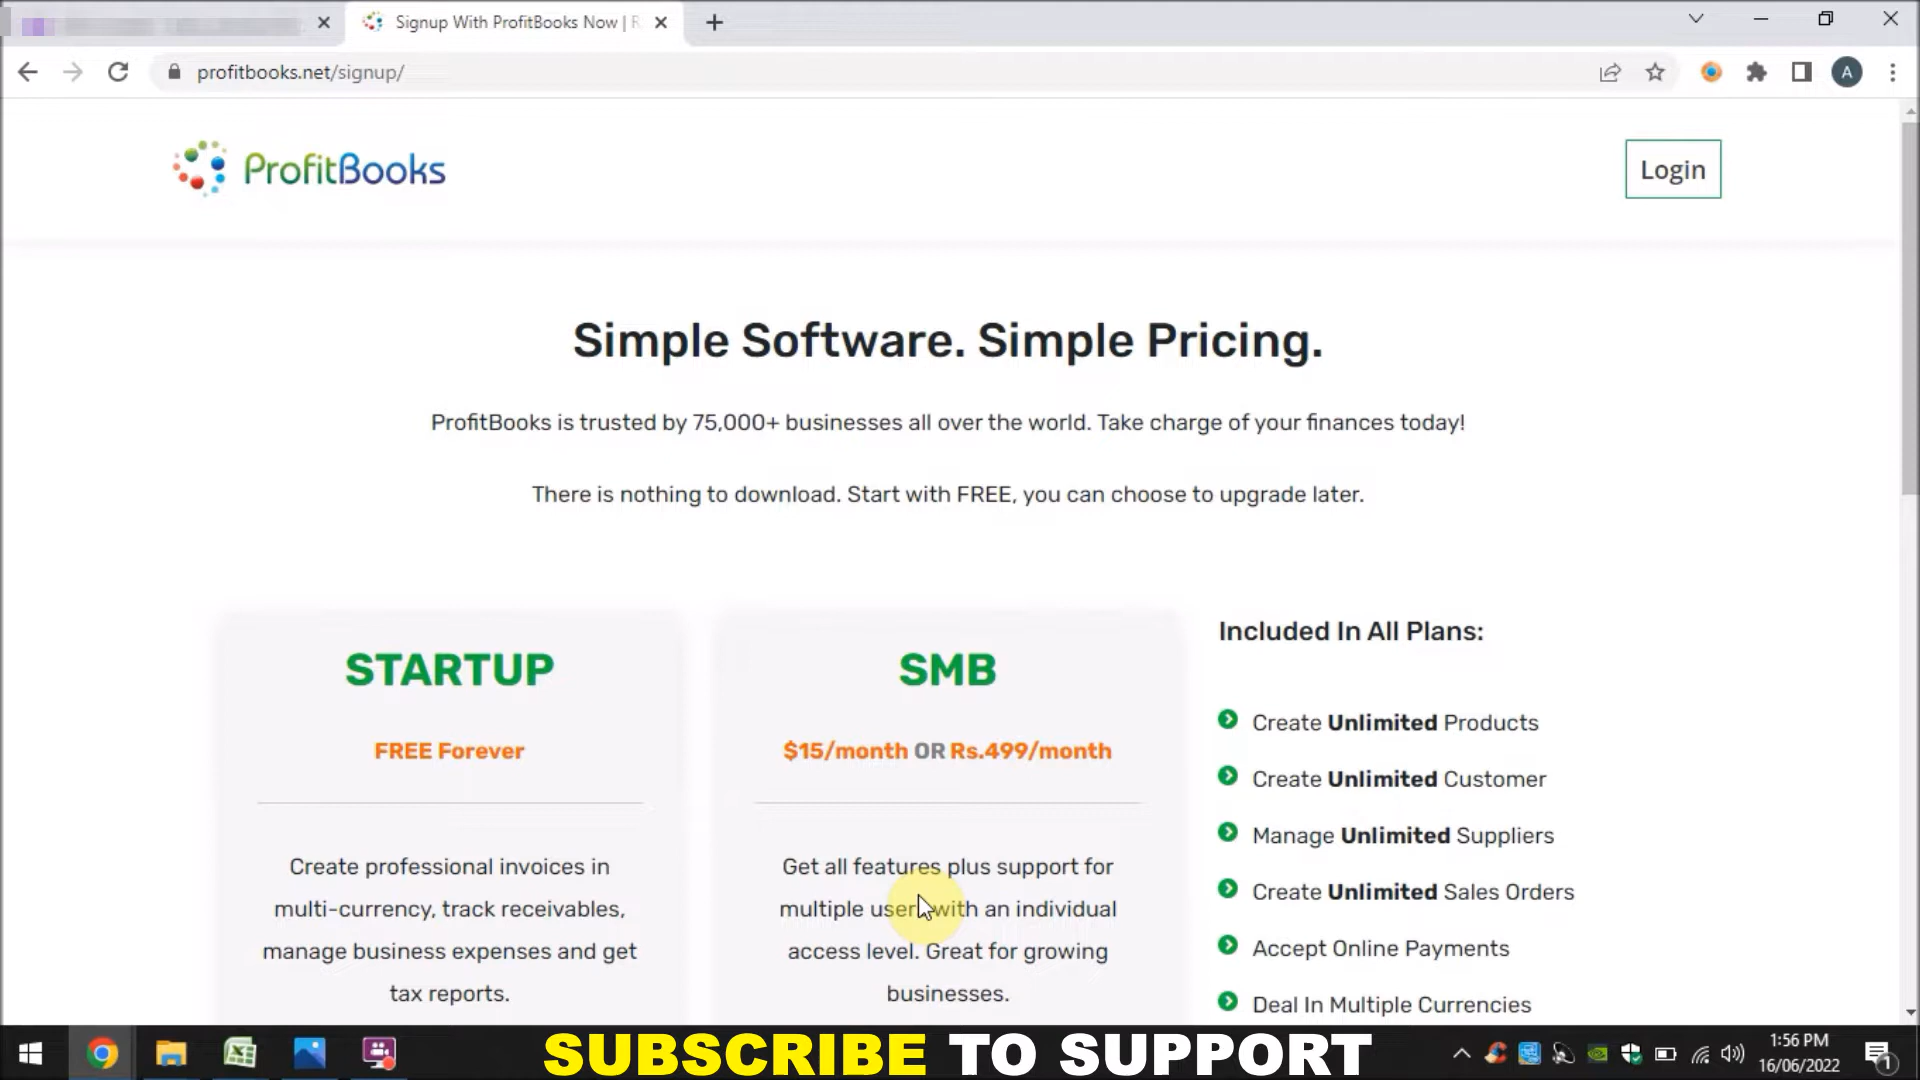 Signup With ProfitBooks Now | R
profitbooks.net/signup/
A
ProfitBooks
Login
Simple Software. Simple Pricing.
ProfitBooks is trusted by 75,000+ businesses all over the world. Take charge of your finances today!
There is nothing to download. Start with FREE, you can choose to upgrade later.
STARTUP
FREE Forever
Create professional invoices in
multi-currency, track receivables,
manage business expenses and get
tax reports.
SMB
$15/month OR Rs.499/month
Get all features plus support for
multiple user with an individual
access level. Great for growing
businesses.
Included In All Plans:
Create Unlimited Products
Create Unlimited Customer
Manage Unlimited Suppliers
Create Unlimited Sales Orders
Accept Online Payments
Deal In Multiple Currencies
SUBSCRIBE TO SUPPORT
1:56 PM
16/06/2022
1